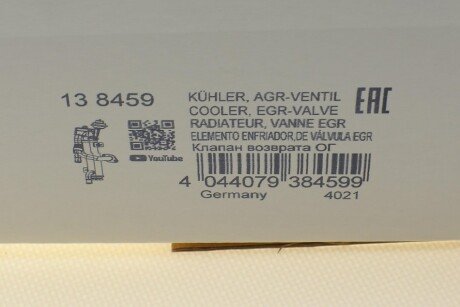 13 8459
KÜHLER, AGR-VENTIL
COOLER, EGR-VALVE
RADIATEUR, VANNE EGR
ELEMENTO ENFRIADOR,DE VÁLVULA EGR
Клапан возврата ОГ
EAC
YouTube
4 044079 384599
Germany 4021